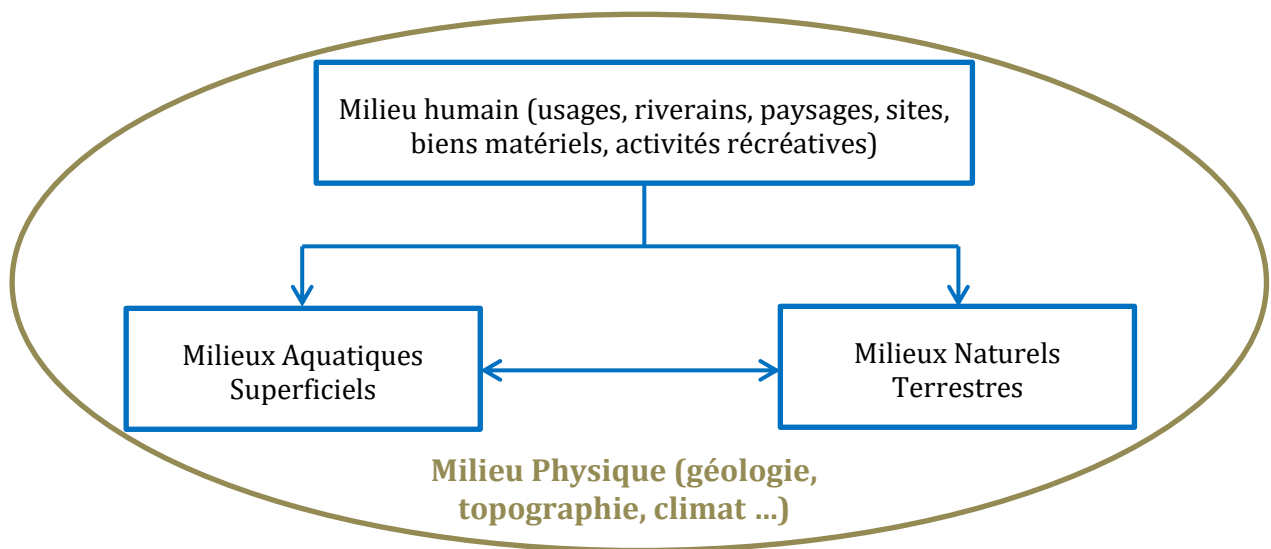 Milieu humain (usages, riverains, paysages, sites,
biens matériels, activités récréatives)
Milieux Aquatiques
Superficiels
Milieux Naturels
Terrestres
Milieu Physique (géologie,
topographie, climat ...)